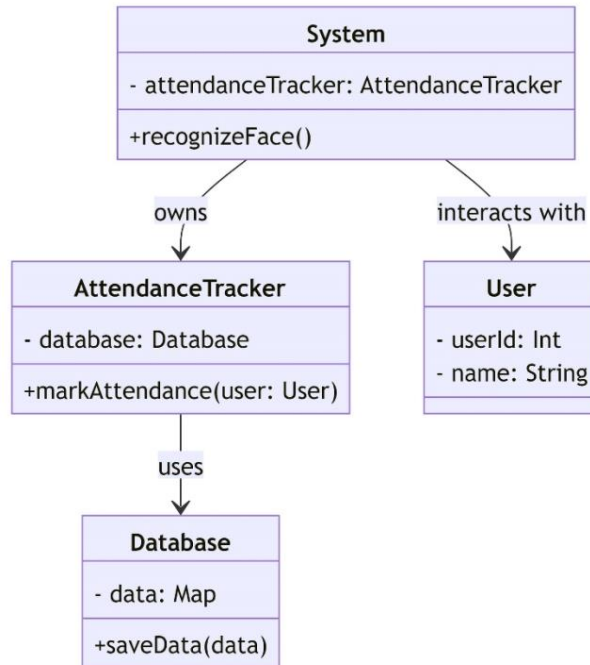 System
- attendanceTracker: AttendanceTracker
+recognizeFace()
owns
interacts with
AttendanceTracker
- database: Database
+markAttendance(user: User)
User
- userId: Int
- name: String
uses
Database
- data: Map
+saveData(data)